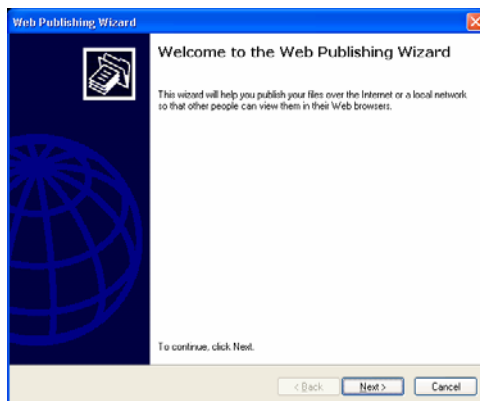 Web Publishing Wizard
Welcome to the Web Publishing Wizard
This wizard will help you publish your files over the Internet or a local network
so that other people can view them in their Web browsers.
To continue, click Next.
< Back Next > Cancel